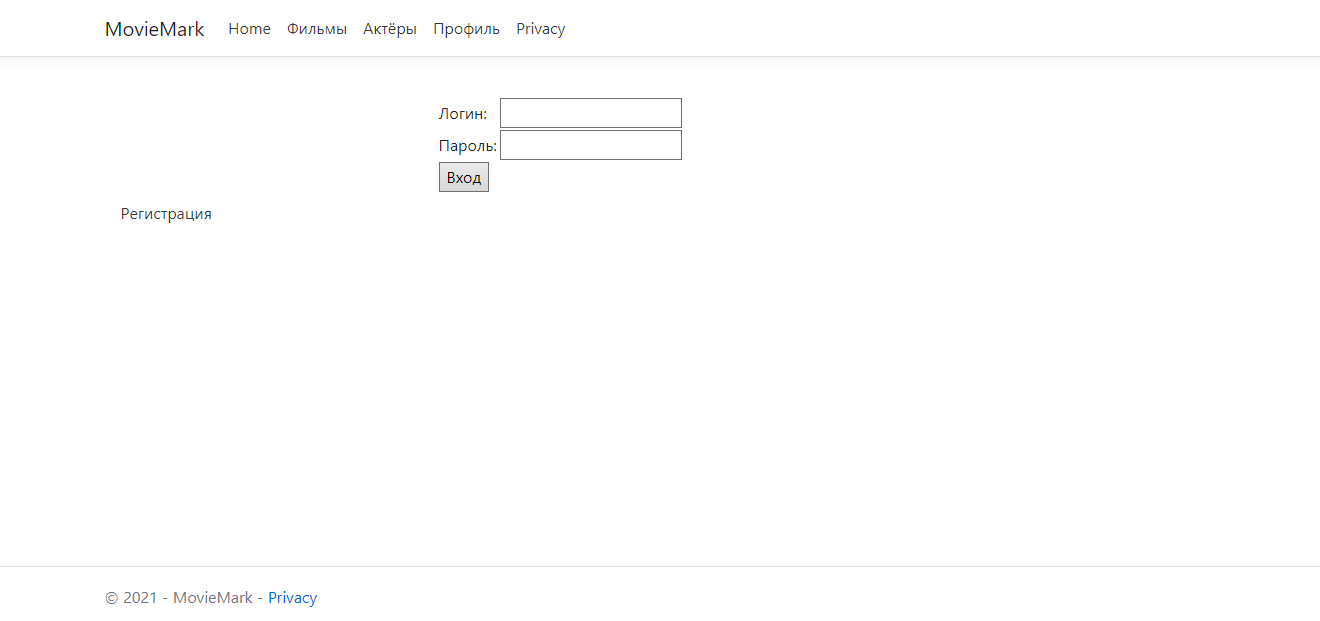 MovieMark Home Фильмы Актёры Профиль Privacy
Логин:
Пароль:
Вход
Регистрация
© 2021 - MovieMark - Privacy